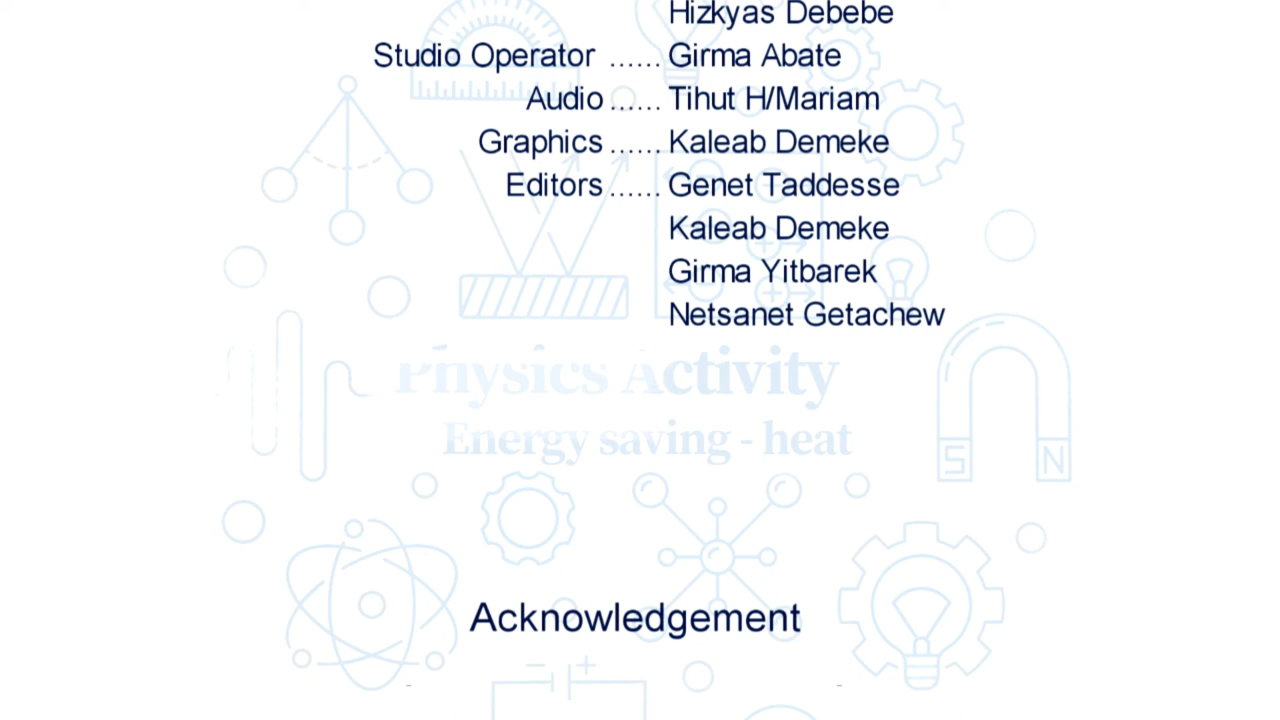 Hizkyas Debebe
Studio Operator ...... Girma Abate
Audio ...... Tihut H/Mariam
Graphics ...... Kaleab Demeke
Editors ...... Genet Taddesse
Kaleab Demeke
Girma Yitbarek
Netsanet Getachew
Physics Activity
Energy saving - heat
S N
Acknowledgement